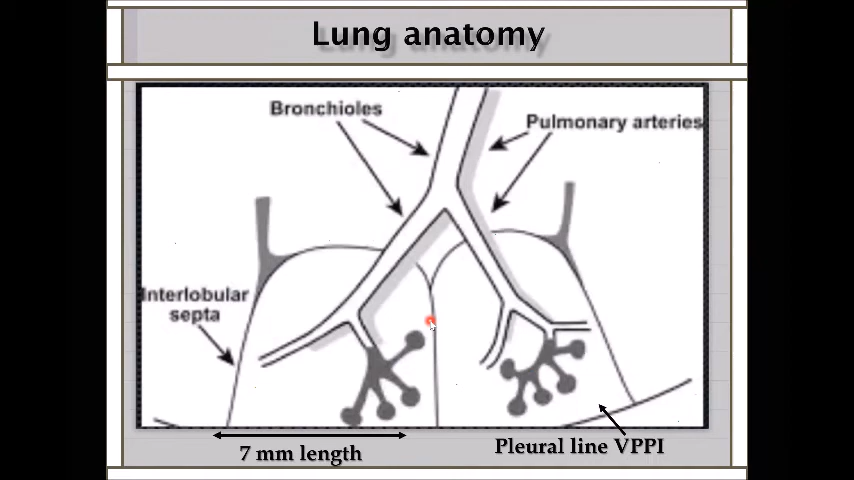 Lung anatomy
Bronchioles
Pulmonary arteries
Interlobular
septa
7 mm length
Pleural line VPPI